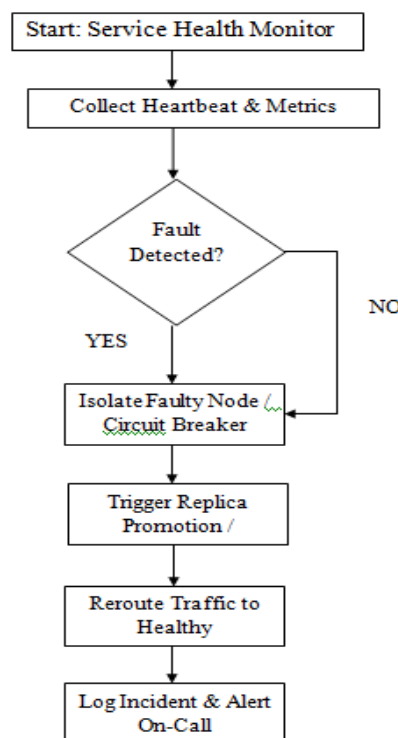 Start: Service Health Monitor
Collect Heartbeat & Metrics
Fault
Detected?
NO
YES
Isolate Faulty Node /
Circuit Breaker
Trigger Replica
Promotion /
Reroute Traffic to
Healthy
Log Incident & Alert
On-Call